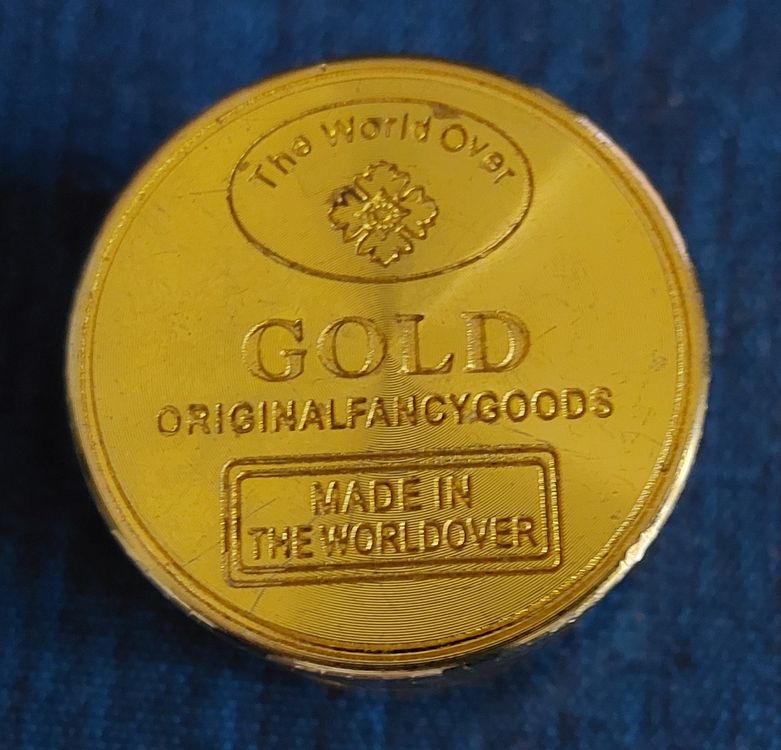 The World Over
GOLD
ORIGINALFANCYGOODS
MADE IN
THE WORLDOVER